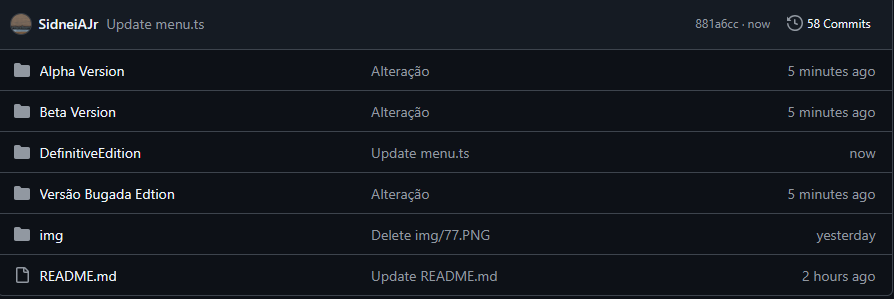 SidneiAJr Update menu.ts 881a6cc · now 58 Commits
Alpha Version Alteração 5 minutes ago
Beta Version Alteração 5 minutes ago
DefinitiveEdition Update menu.ts now
Versão Bugada Edtion Alteração 5 minutes ago
img Delete img/77.PNG yesterday
README.md Update README.md 2 hours ago